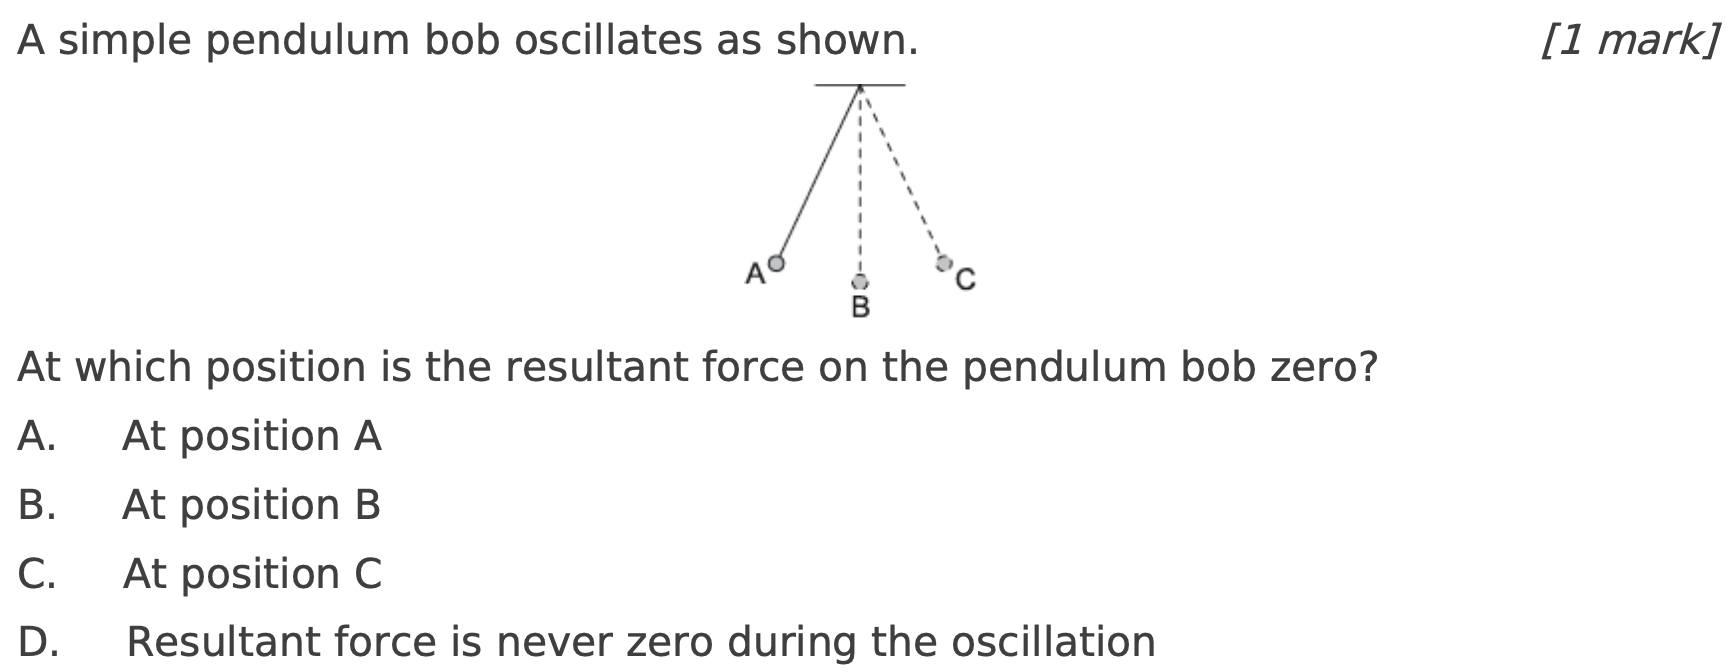 A simple pendulum bob oscillates as shown. [1 mark]
A
B
C
At which position is the resultant force on the pendulum bob zero?
A. At position A
B. At position B
C. At position C
D. Resultant force is never zero during the oscillation